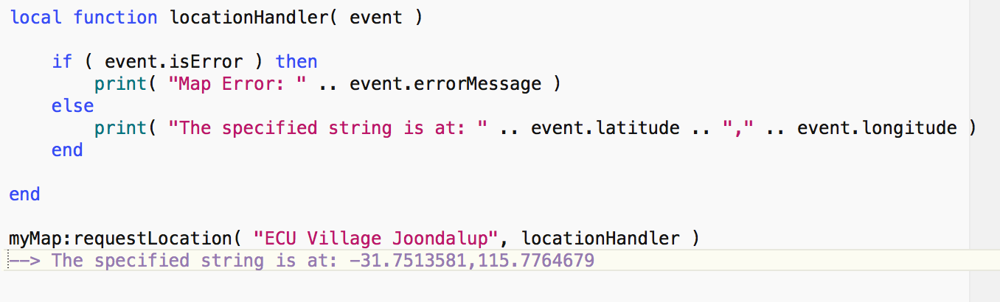 local function locationHandler( event )
if ( event.isError ) then
print( "Map Error: " .. event.errorMessage )
else
print( "The specified string is at: " .. event.latitude .. "," .. event.longitude )
end
end
myMap:requestLocation( "ECU Village Joondalup", locationHandler )
--> The specified string is at: -31.7513581,115.7764679